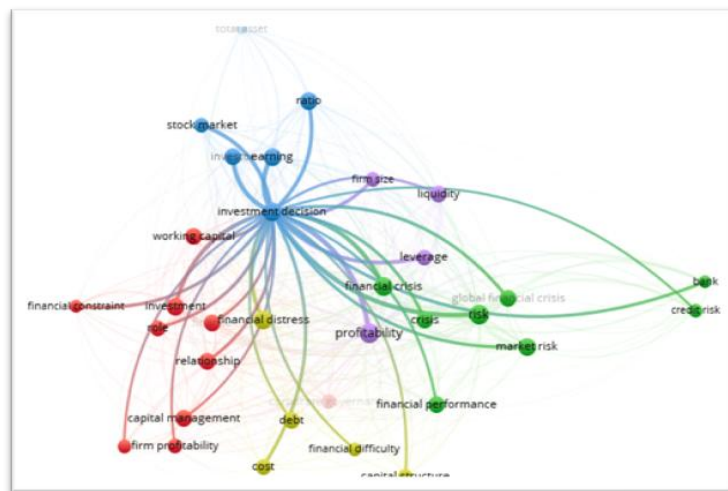 total asset
ratio
stock market
investor
earning
firm size
liquidity
investment decision
working capital
leverage
financial crisis
bank
global financial crisis
financial constraint
investment
credit risk
role
financial distress
crisis
risk
profitability
market risk
relationship
financial performance
capital management
debt
firm profitability
financial difficulty
cost
capital structure